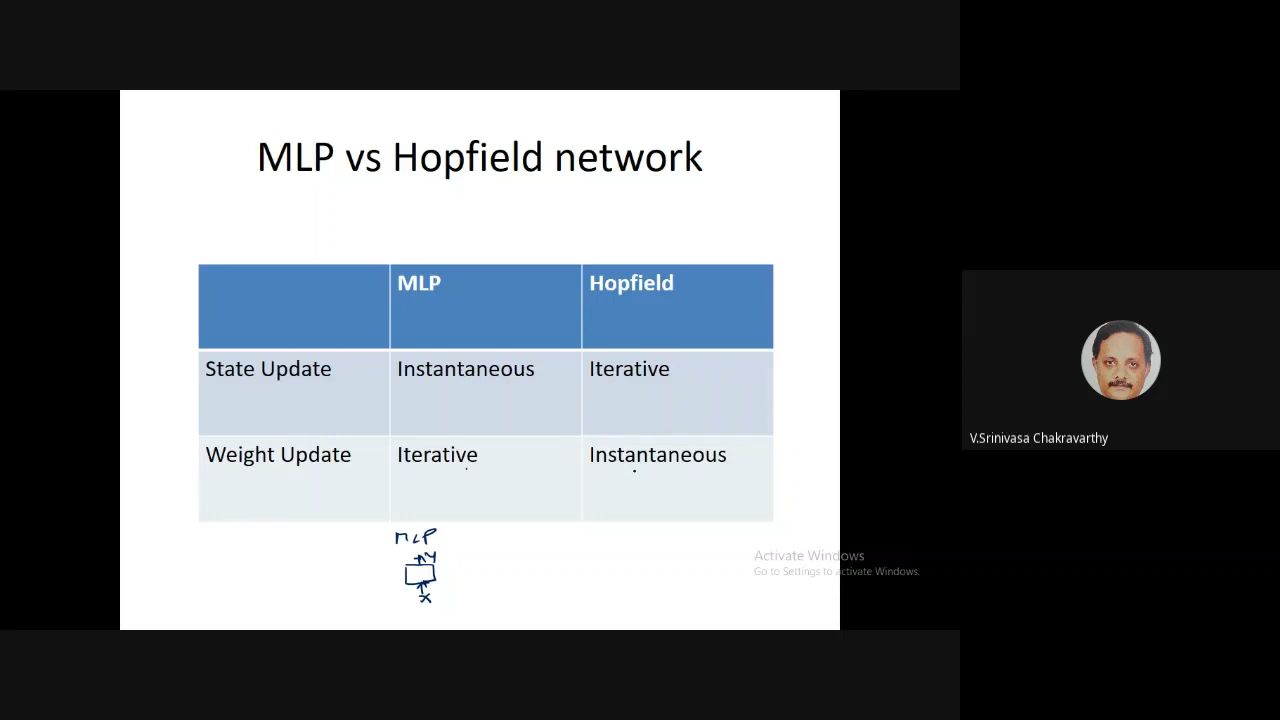 MLP vs Hopfield network
MLP Hopfield
State Update Instantaneous Iterative
Weight Update Iterative Instantaneous
MLP
Y
X
Activate Windows
Go to Settings to activate Windows.
V.Srinivasa Chakravarthy